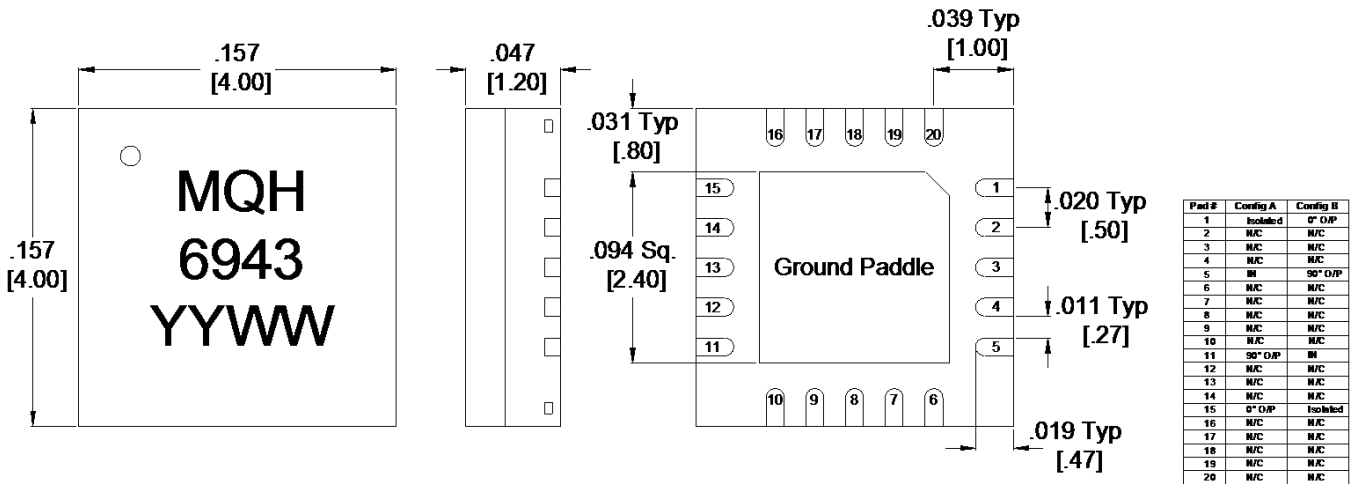 .157
[4.00]
.047
[1.20]
.039 Typ
[1.00]
.157
[4.00]
MQH
6943
YYWW
.031 Typ
[.80]
.094 Sq.
[2.40]
16 17 18 19 20
15
14
13
12
11
Ground Paddle
1
2
3
4
5
10 9 8 7 6
.020 Typ
[.50]
.011 Typ
[.27]
.019 Typ
[.47]
Pad # Config A Config B
1 Isolated 0° O/P
2 N/C N/C
3 N/C N/C
4 N/C N/C
5 IN 90° O/P
6 N/C N/C
7 N/C N/C
8 N/C N/C
9 N/C N/C
10 N/C N/C
11 90° O/P IN
12 N/C N/C
13 N/C N/C
14 N/C N/C
15 0° O/P Isolated
16 N/C N/C
17 N/C N/C
18 N/C N/C
19 N/C N/C
20 N/C N/C